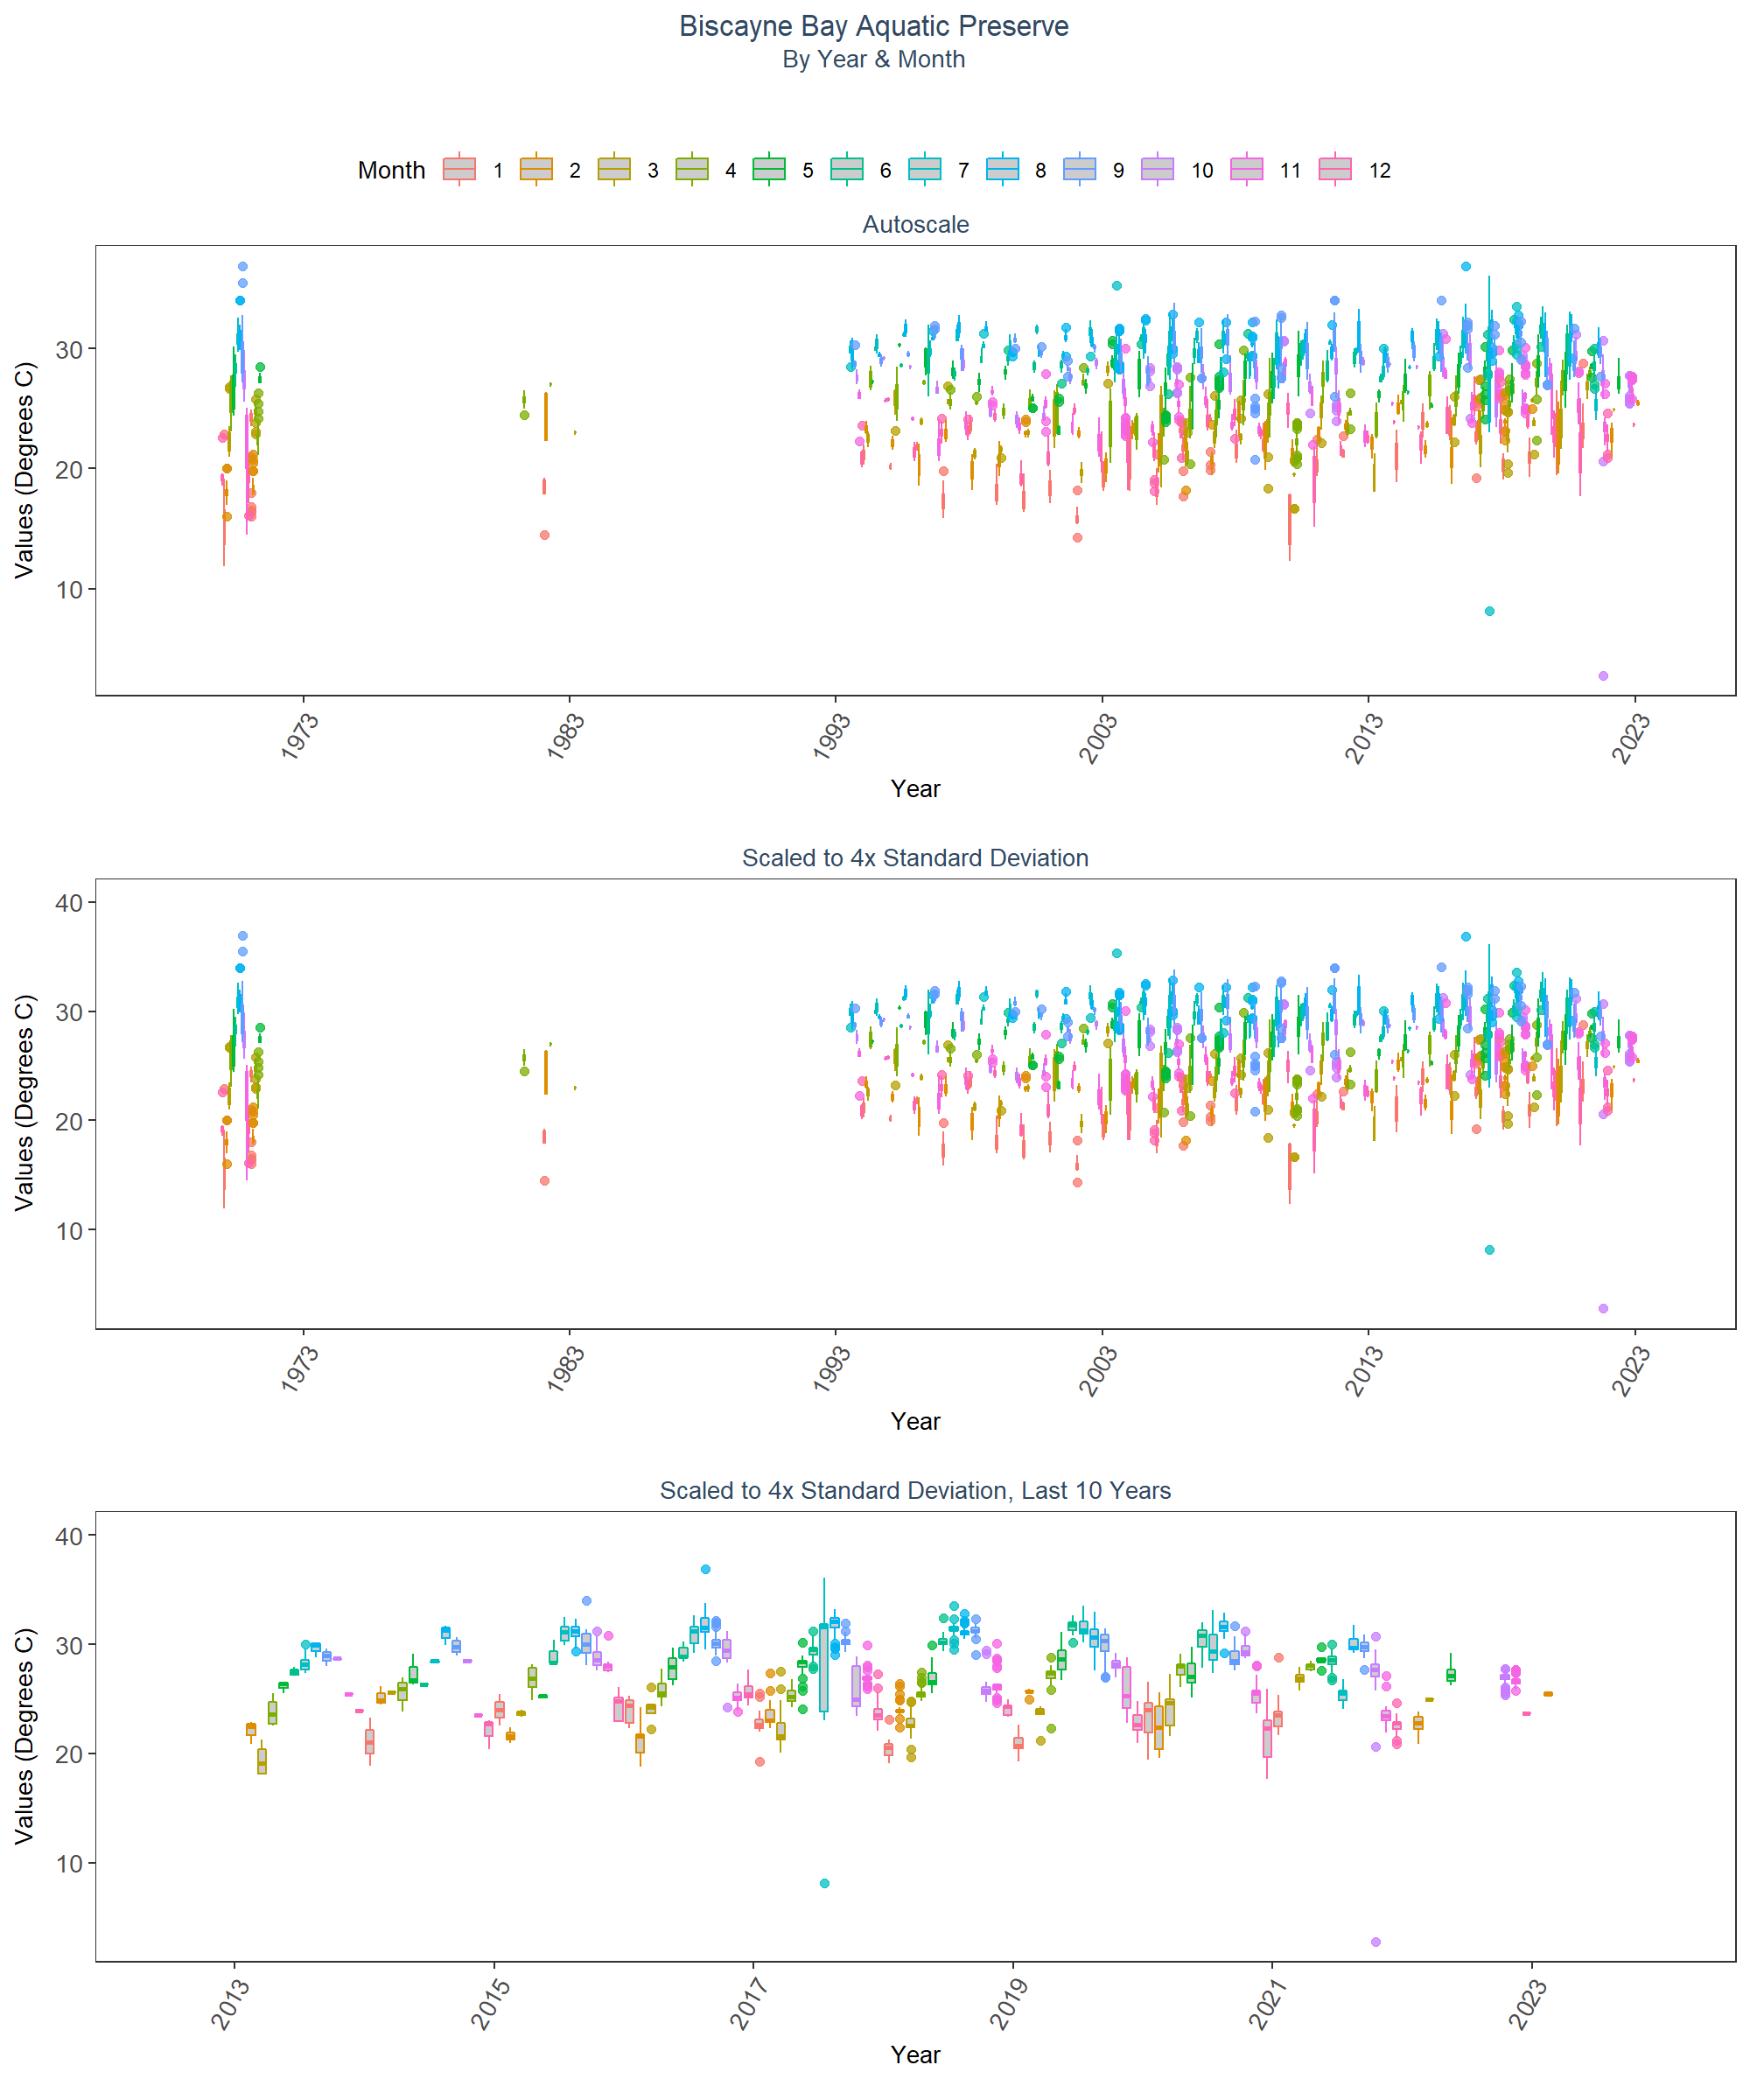 Biscayne Bay Aquatic Preserve
By Year & Month
Month 1 2 3 4 5 6 7 8 9 10 11 12
Autoscale
Values (Degrees C)
30
20
10
1973 1983 1993 2003 2013 2023
Year
Scaled to 4x Standard Deviation
Values (Degrees C)
40
30
20
10
1973 1983 1993 2003 2013 2023
Year
Scaled to 4x Standard Deviation, Last 10 Years
Values (Degrees C)
40
30
20
10
2013 2015 2017 2019 2021 2023
Year